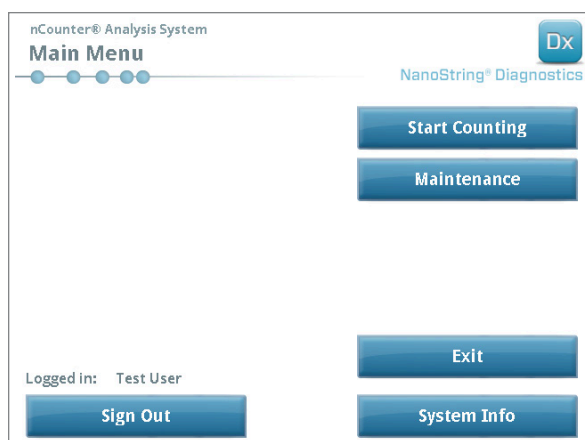 nCounter® Analysis System
Main Menu
Dx
NanoString® Diagnostics
Start Counting
Maintenance
Exit
Logged in: Test User
Sign Out
System Info